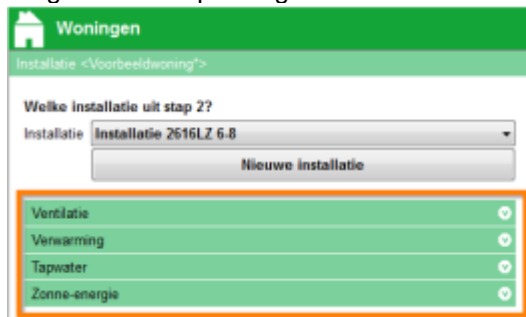 Woningen
Installatie <Voorbeeldwoning*>
Welke installatie uit stap 2?
Installatie Installatie 2616LZ 6-8
Nieuwe installatie
Ventilatie
Verwarming
Tapwater
Zonne-energie